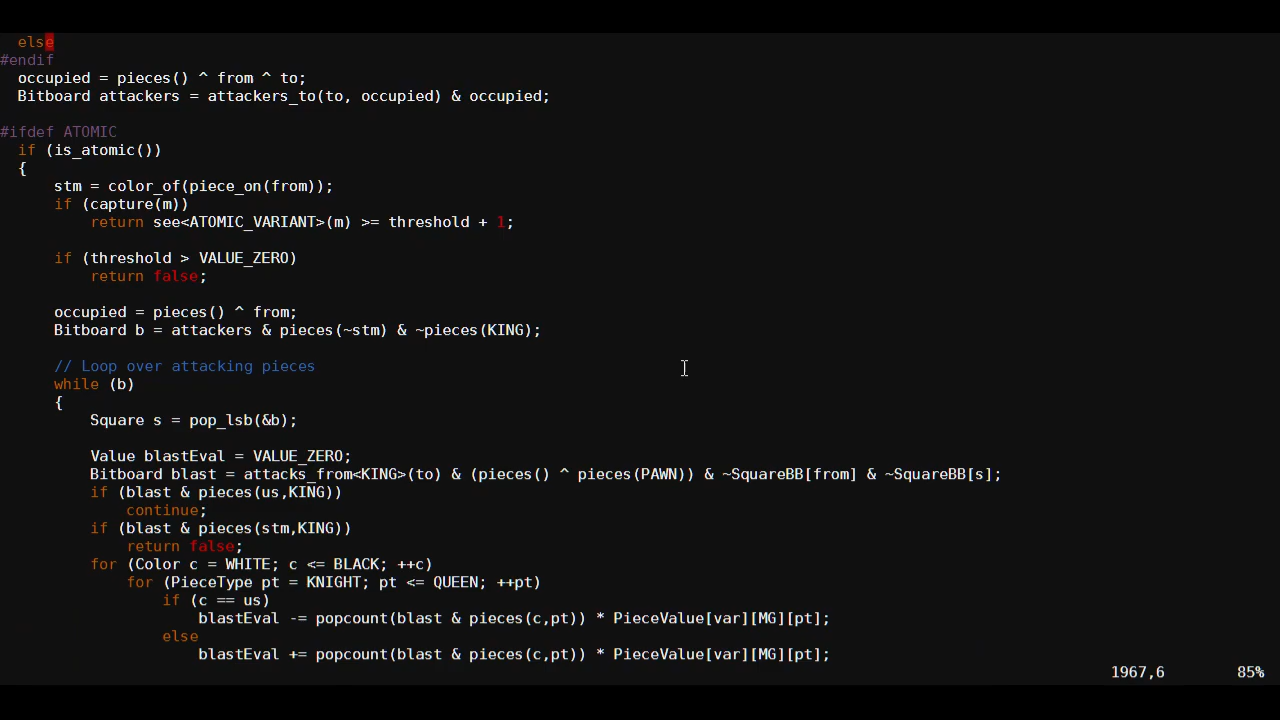 else
#endif
  occupied = pieces() ^ from ^ to;
  Bitboard attackers = attackers_to(to, occupied) & occupied;

#ifdef ATOMIC
  if (is_atomic())
  {
      stm = color_of(piece_on(from));
      if (capture(m))
          return see<ATOMIC_VARIANT>(m) >= threshold + 1;

      if (threshold > VALUE_ZERO)
          return false;

      occupied = pieces() ^ from;
      Bitboard b = attackers & pieces(~stm) & ~pieces(KING);

      // Loop over attacking pieces
      while (b)
      {
          Square s = pop_lsb(&b);

          Value blastEval = VALUE_ZERO;
          Bitboard blast = attacks_from<KING>(to) & (pieces() ^ pieces(PAWN)) & ~SquareBB[from] & ~SquareBB[s];
          if (blast & pieces(us,KING))
              continue;
          if (blast & pieces(stm,KING))
              return false;
          for (Color c = WHITE; c <= BLACK; ++c)
              for (PieceType pt = KNIGHT; pt <= QUEEN; ++pt)
                  if (c == us)
                      blastEval -= popcount(blast & pieces(c,pt)) * PieceValue[var][MG][pt];
                  else
                      blastEval += popcount(blast & pieces(c,pt)) * PieceValue[var][MG][pt];
1967,6 85%